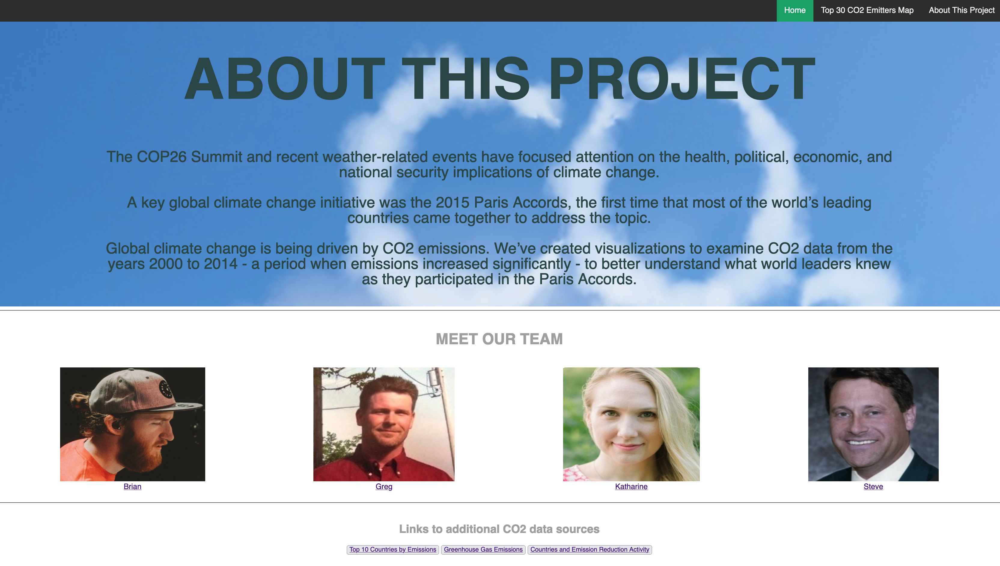 Home Top 30 CO2 Emitters Map About This Project
ABOUT THIS PROJECT
The COP26 Summit and recent weather-related events have focused attention on the health, political, economic, and
national security implications of climate change.
A key global climate change initiative was the 2015 Paris Accords, the first time that most of the world’s leading
countries came together to address the topic.
Global climate change is being driven by CO2 emissions. We’ve created visualizations to examine CO2 data from the
years 2000 to 2014 - a period when emissions increased significantly - to better understand what world leaders knew
as they participated in the Paris Accords.
MEET OUR TEAM
Brian Greg Katharine Steve
Links to additional CO2 data sources
Top 10 Countries by Emissions Greenhouse Gas Emissions Countries and Emission Reduction Activity